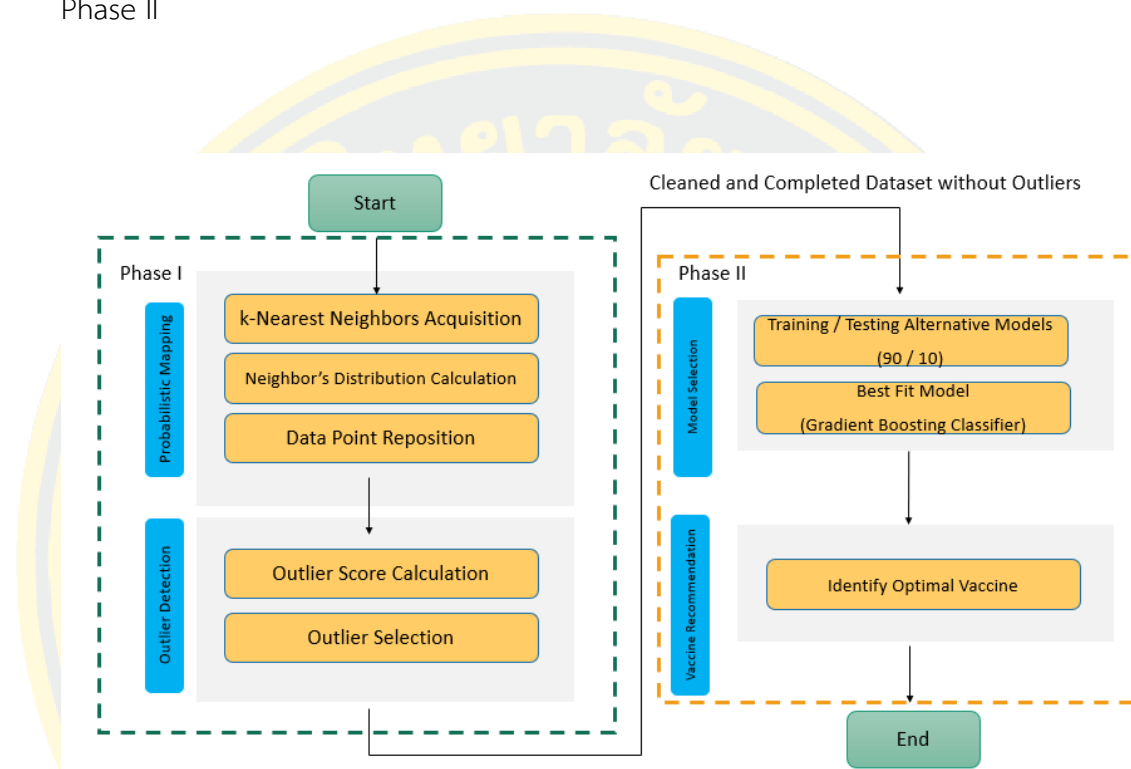 Phase II
Start
Cleaned and Completed Dataset without Outliers
Phase I
Probabilistic Mapping
k-Nearest Neighbors Acquisition
Neighbor's Distribution Calculation
Data Point Reposition
Outlier Detection
Outlier Score Calculation
Outlier Selection
Phase II
Model Selection
Training / Testing Alternative Models
(90 / 10)
Best Fit Model
(Gradient Boosting Classifier)
Vaccine Recommendation
Identify Optimal Vaccine
End